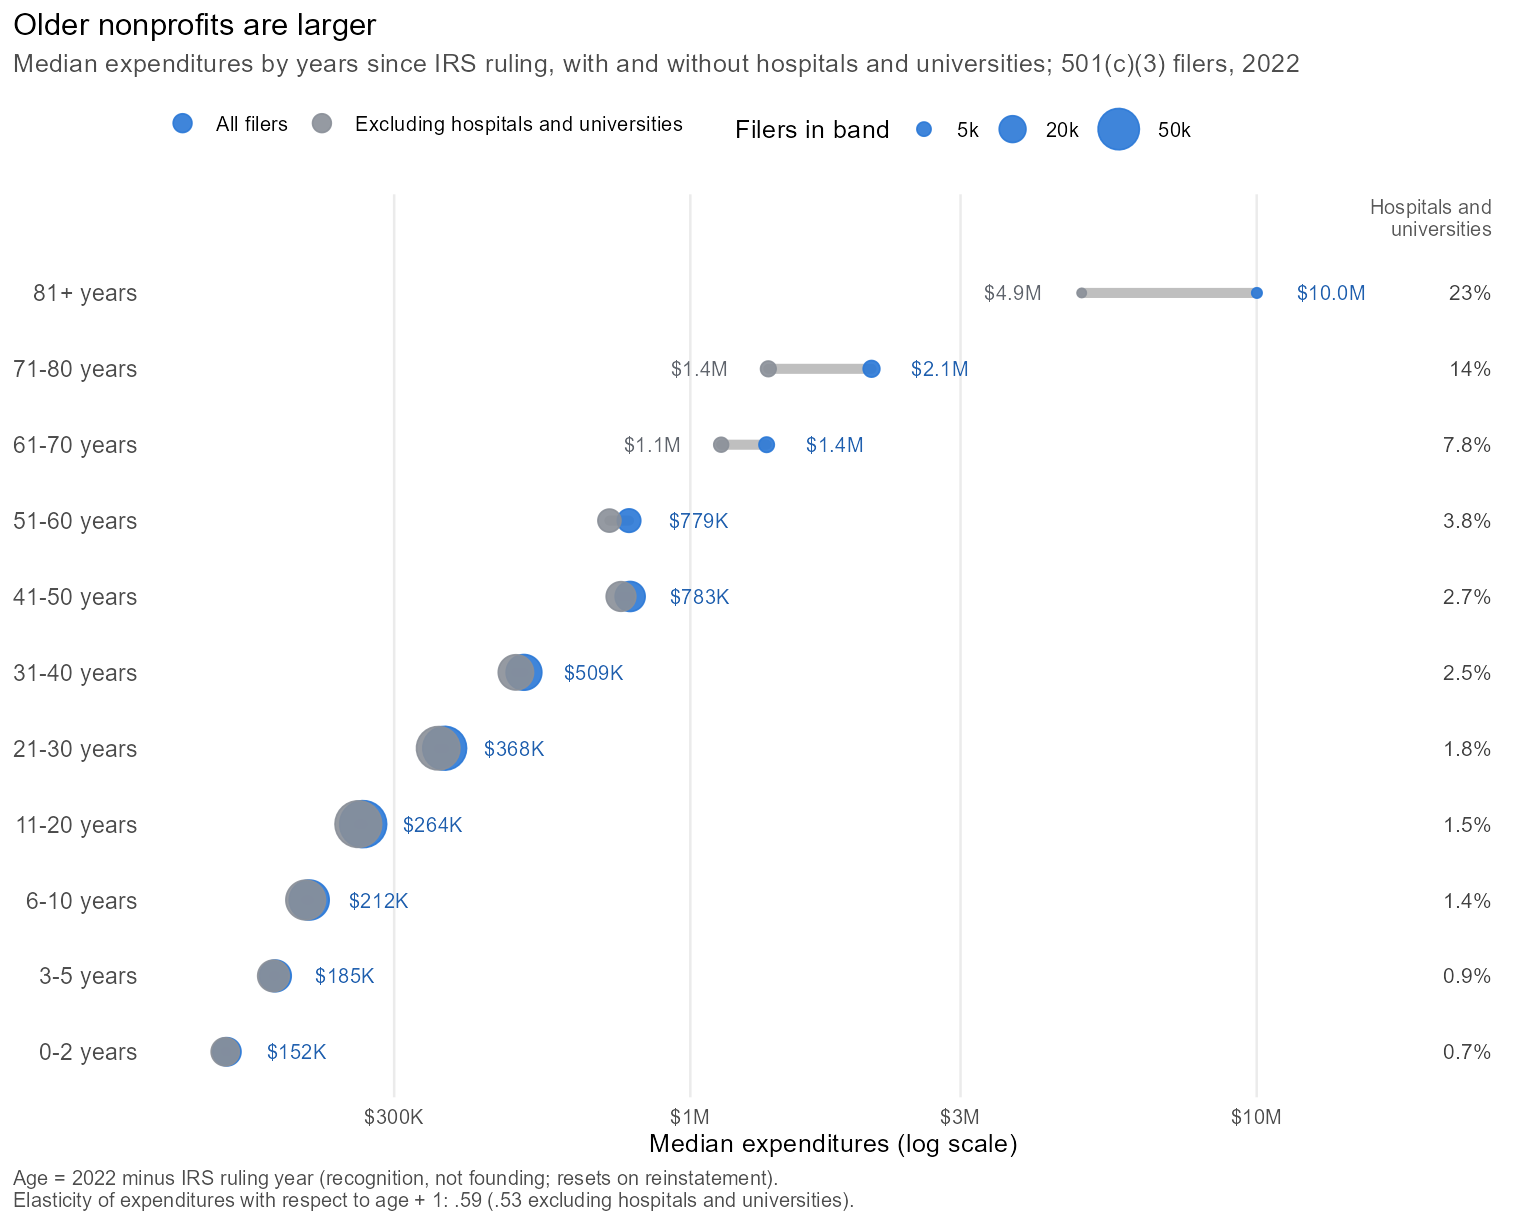 Older nonprofits are larger
Median expenditures by years since IRS ruling, with and without hospitals and universities; 501(c)(3) filers, 2022
All filers
Excluding hospitals and universities
Filers in band
5k
20k
50k
Hospitals and
universities
81+ years
$4.9M
$10.0M
23%
71-80 years
$1.4M
$2.1M
14%
61-70 years
$1.1M
$1.4M
7.8%
51-60 years
$779K
3.8%
41-50 years
$783K
2.7%
31-40 years
$509K
2.5%
21-30 years
$368K
1.8%
11-20 years
$264K
1.5%
6-10 years
$212K
1.4%
3-5 years
$185K
0.9%
0-2 years
$152K
0.7%
$300K
$1M
$3M
$10M
Median expenditures (log scale)
Age = 2022 minus IRS ruling year (recognition, not founding; resets on reinstatement).
Elasticity of expenditures with respect to age + 1: .59 (.53 excluding hospitals and universities).